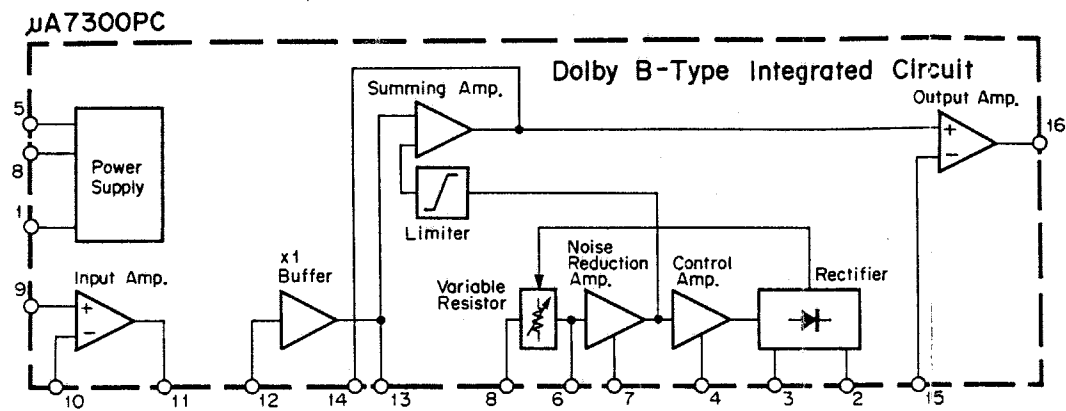 µA7300PC
Dolby B-Type Integrated Circuit
Summing Amp.
Output Amp.
5
16
8
Power
Supply
+
−
1
Limiter
Input Amp.
x1
Buffer
Noise
Reduction
Amp.
Control
Amp.
Rectifier
9
Variable
Resistor
+
−
10
11
12
14
13
8
6
7
4
3
2
15